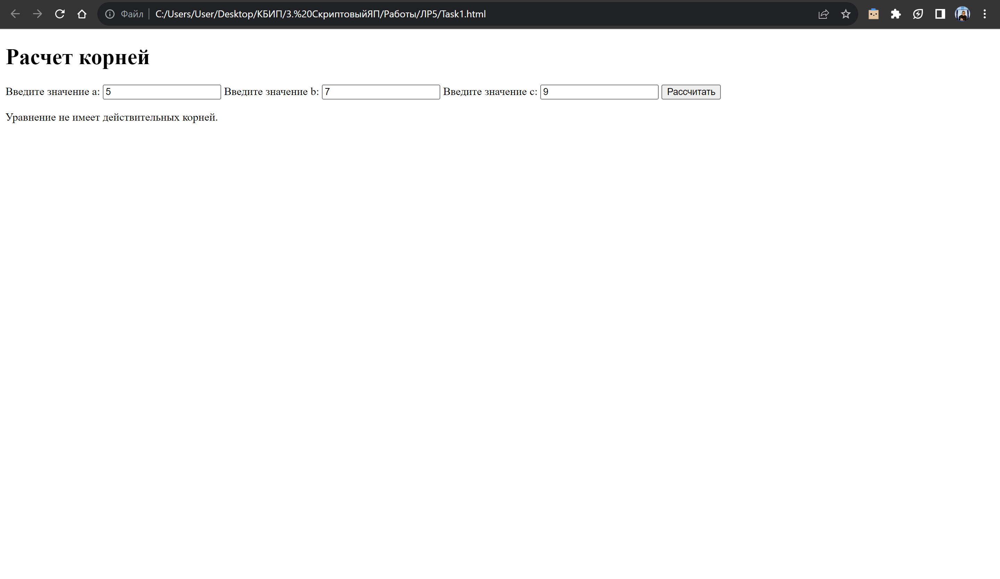 Файл C:/Users/User/Desktop/КБИП/3.%20СкриптовыйЯП/Работы/ЛР5/Task1.html
Расчет корней
Введите значение a: 5 Введите значение b: 7 Введите значение c: 9 Рассчитать
Уравнение не имеет действительных корней.